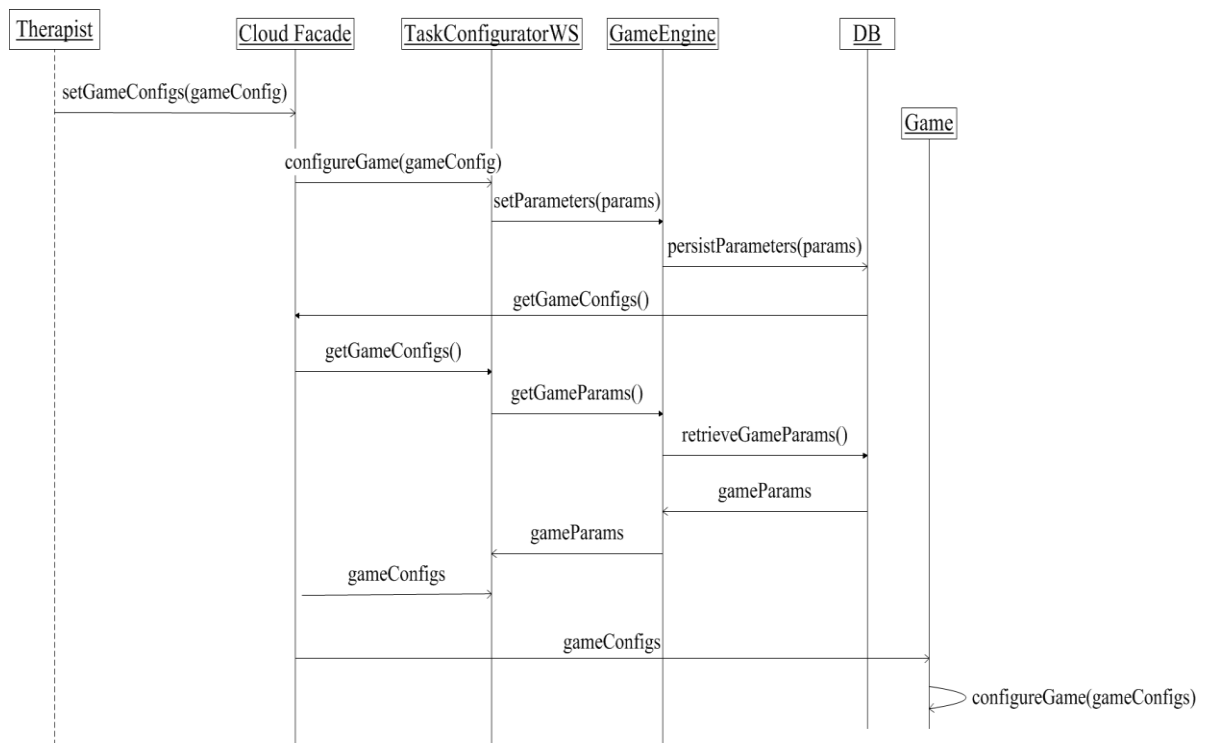 Therapist
Cloud Facade
TaskConfiguratorWS
GameEngine
DB
setGameConfigs(gameConfig)
Game
configureGame(gameConfig)
setParameters(params)
persistParameters(params)
getGameConfigs()
getGameConfigs()
getGameParams()
retrieveGameParams()
gameParams
gameParams
gameConfigs
gameConfigs
configureGame(gameConfigs)